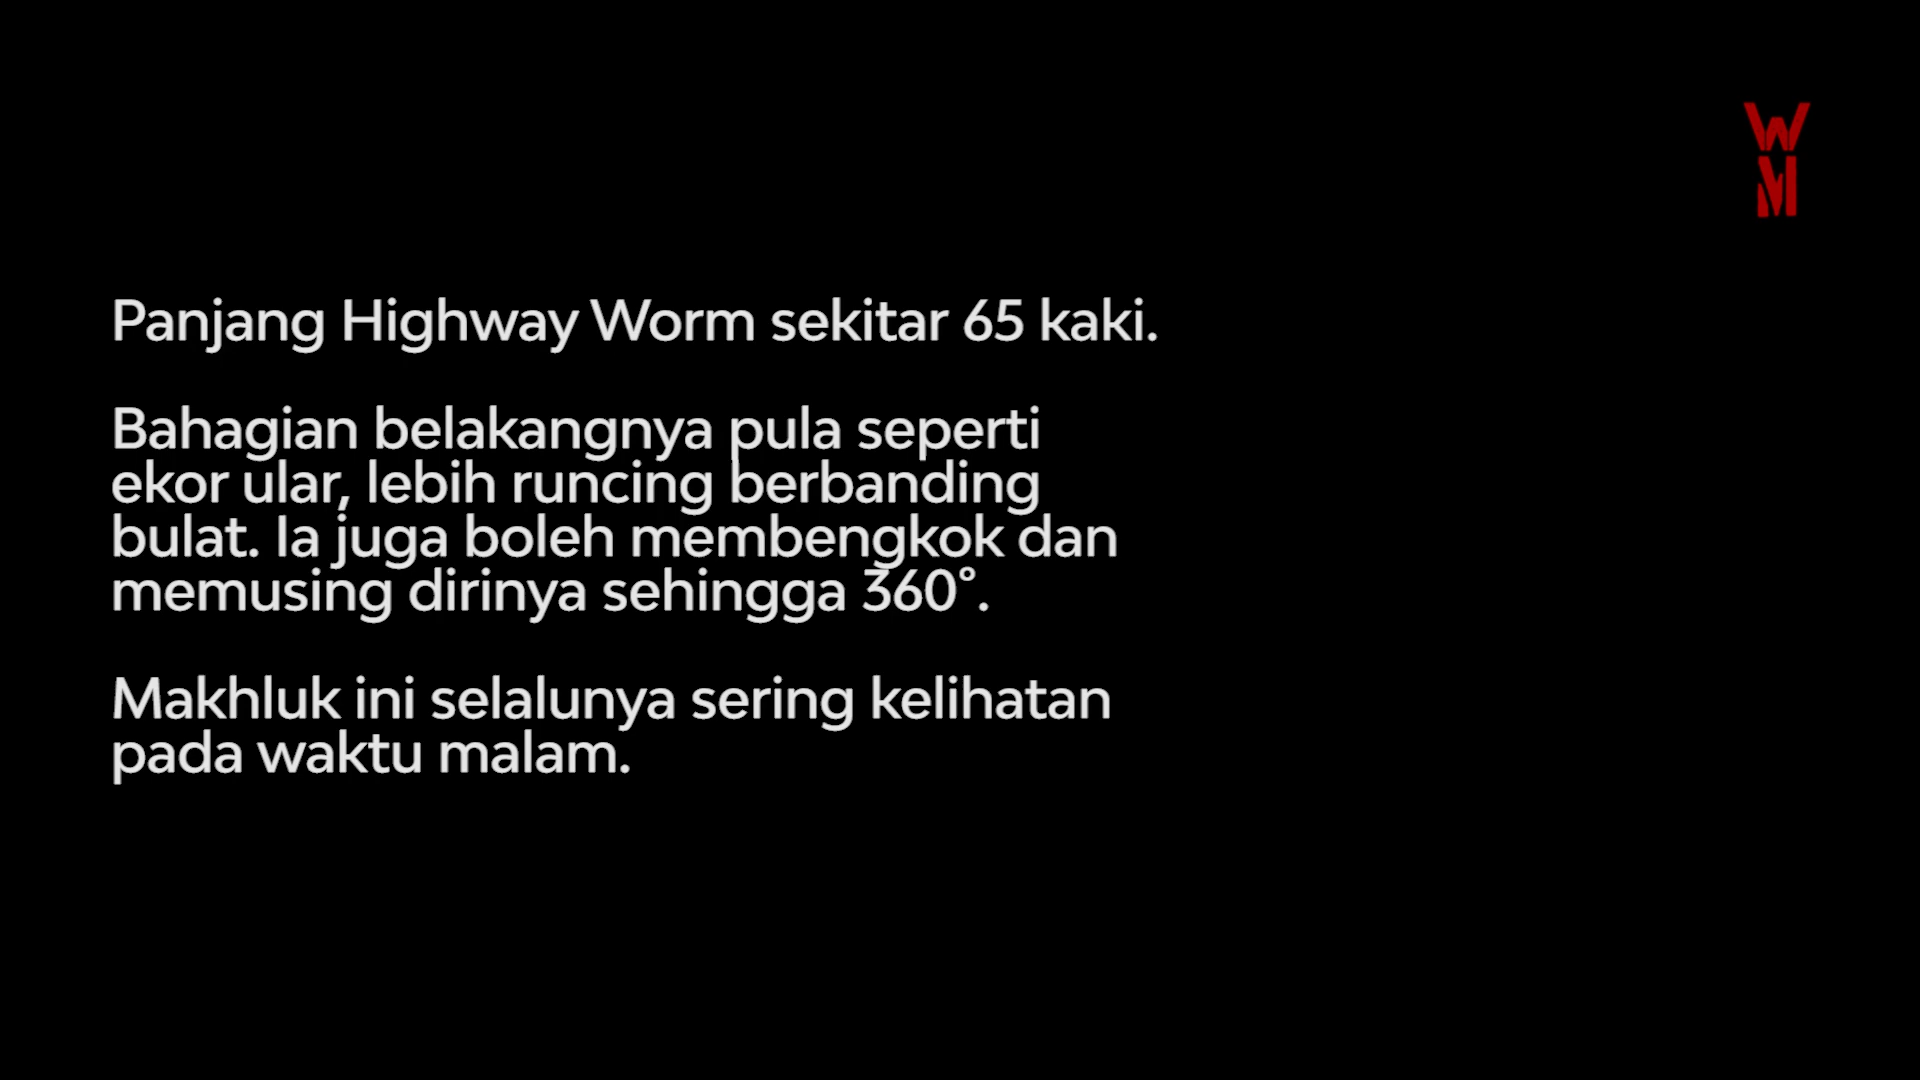 W
M
Panjang Highway Worm sekitar 65 kaki.
Bahagian belakangnya pula seperti
ekor ular, lebih runcing berbanding
bulat. Ia juga boleh membengkok dan
memusing dirinya sehingga 360°.
Makhluk ini selalunya sering kelihatan
pada waktu malam.